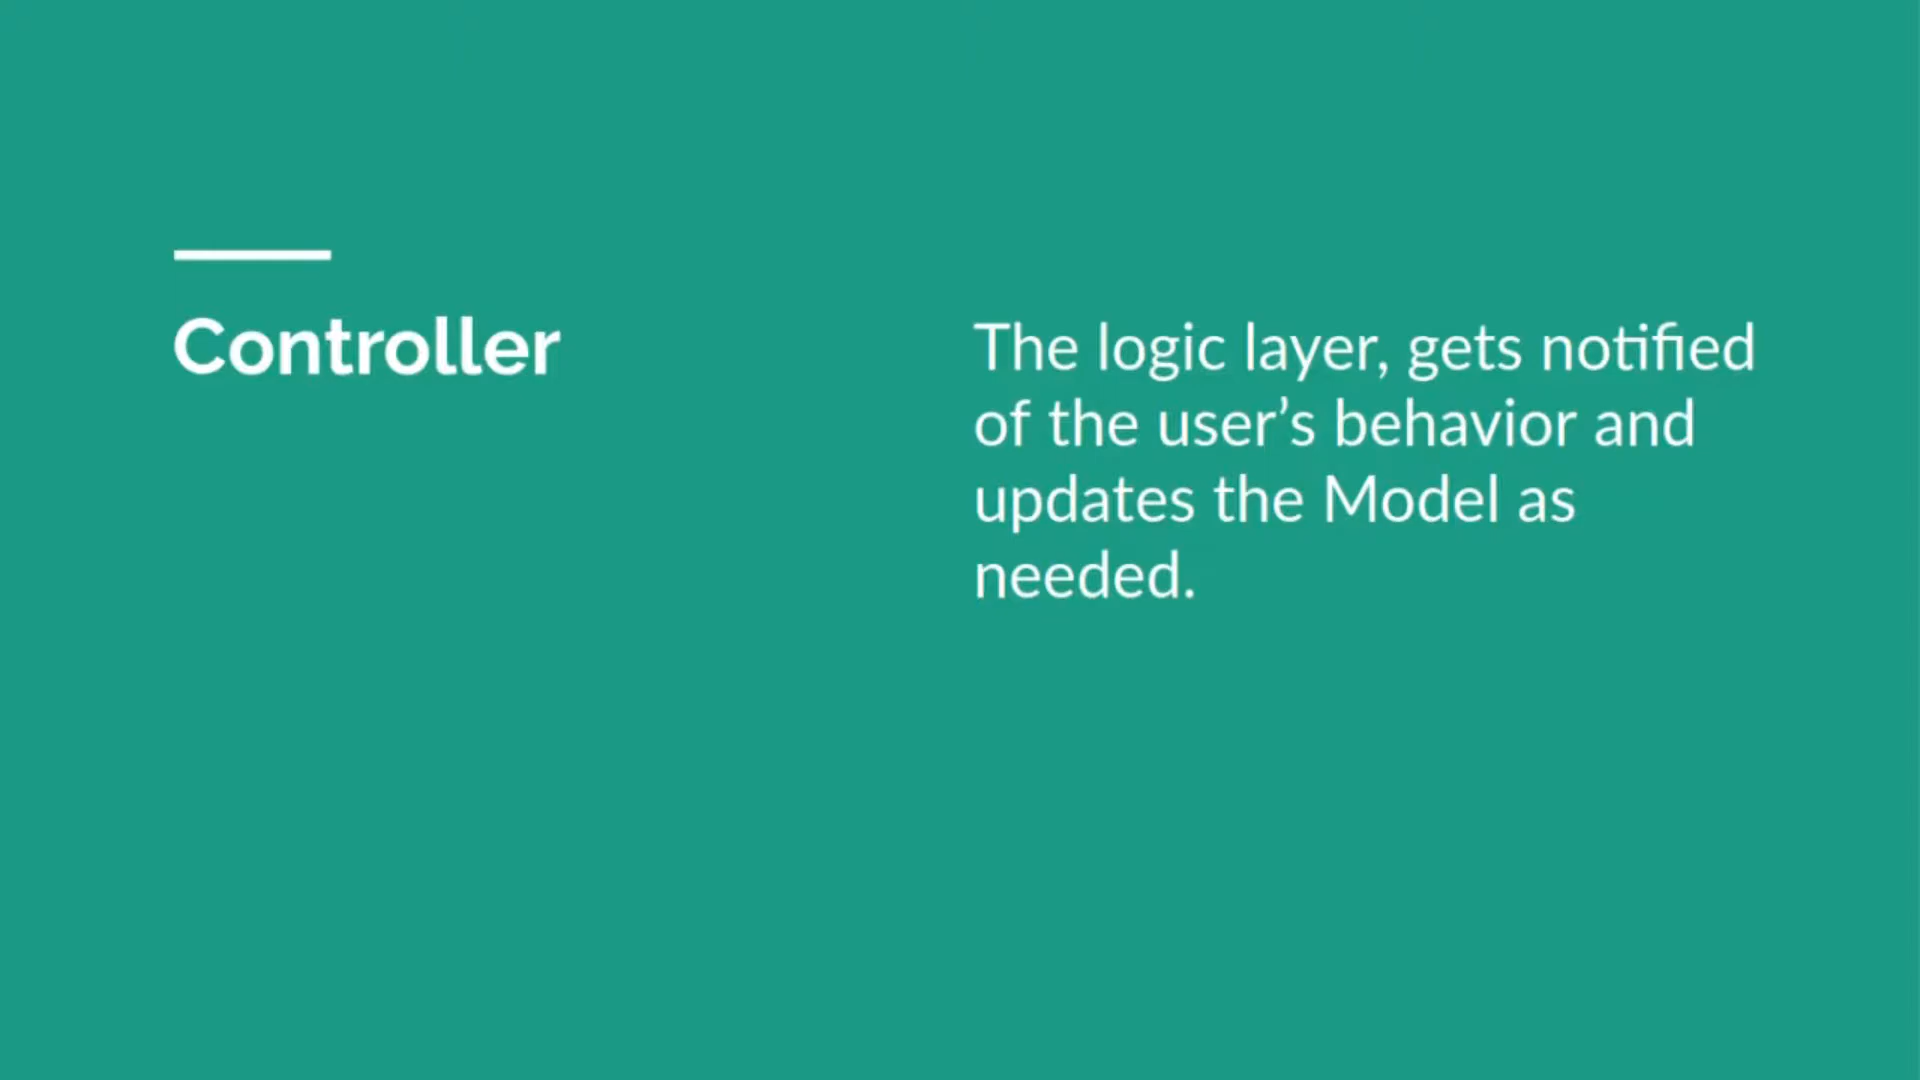 Controller
The logic layer, gets notified
of the user’s behavior and
updates the Model as
needed.